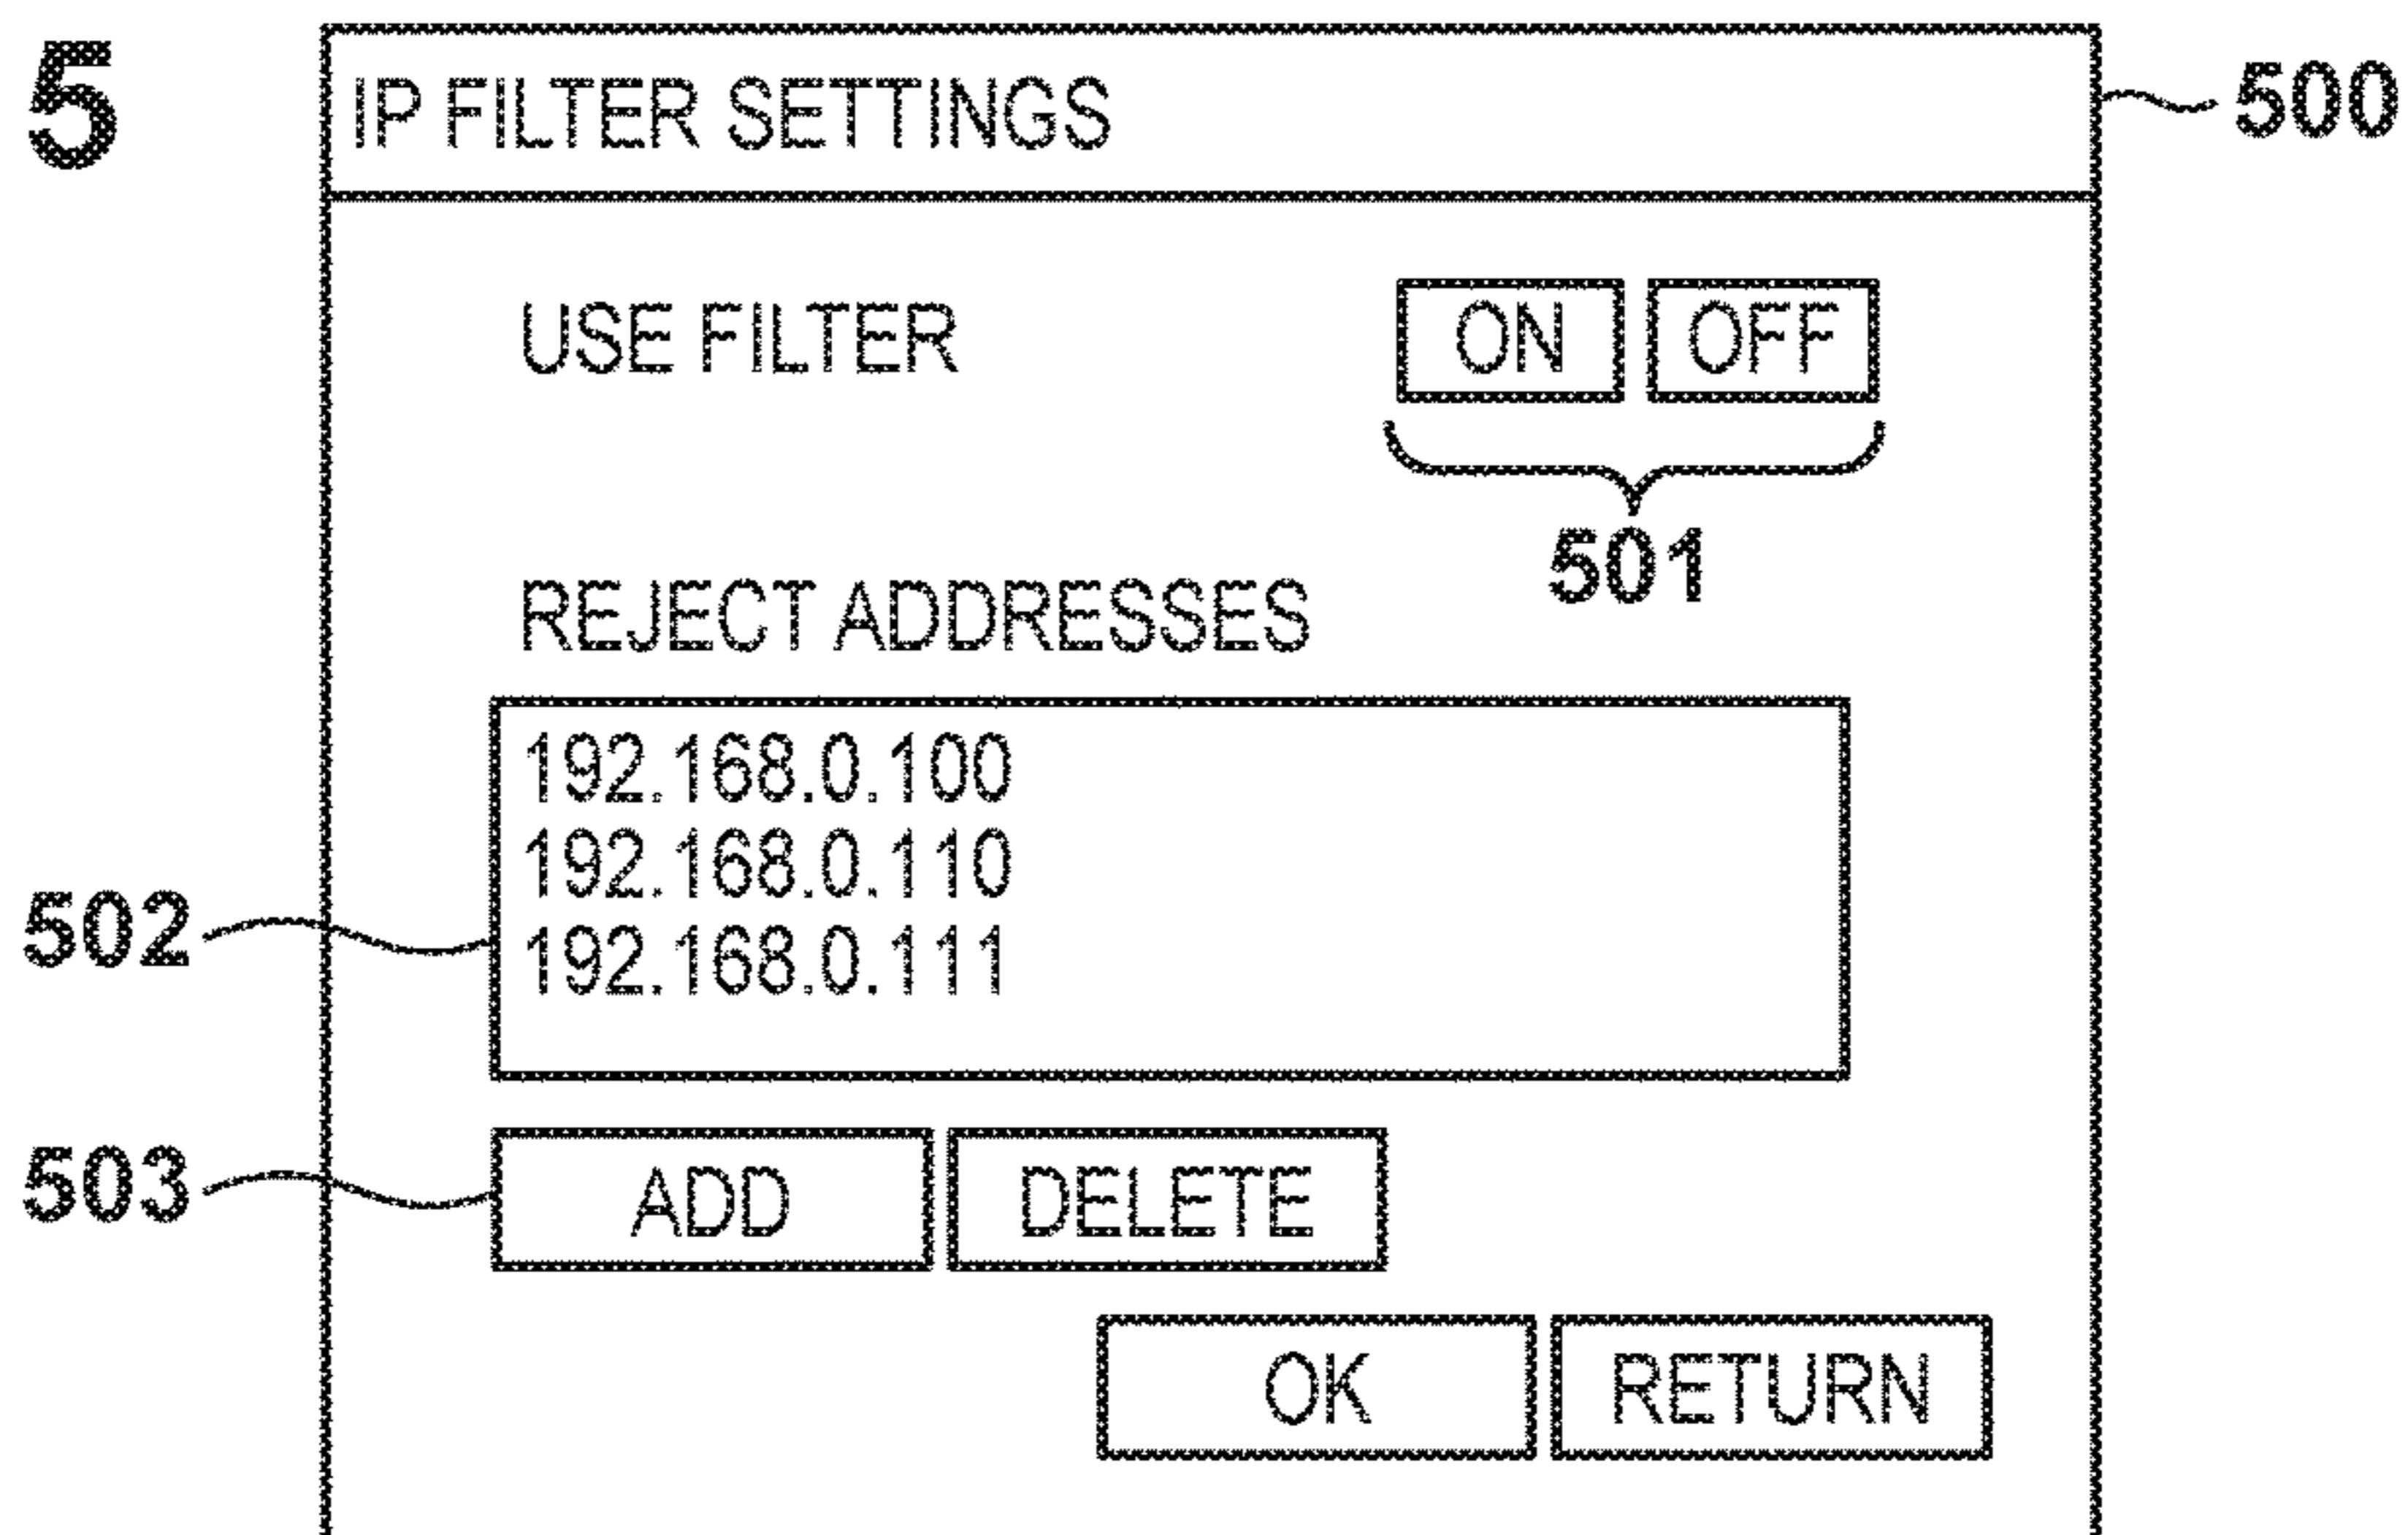 5
IP FILTER SETTINGS
500
USE FILTER
ON
OFF
501
REJECT ADDRESSES
192.168.0.100
192.168.0.110
192.168.0.111
502
503
ADD
DELETE
OK
RETURN